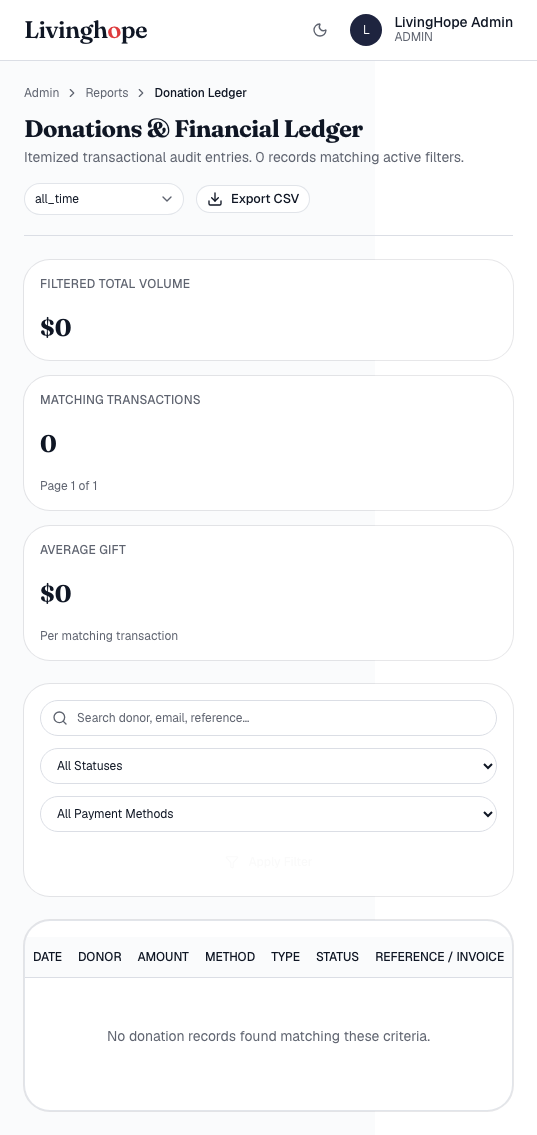 Livinghope
L
LivingHope Admin
ADMIN
Admin > Reports > Donation Ledger
Donations & Financial Ledger
Itemized transactional audit entries. 0 records matching active filters.
all_time
Export CSV
FILTERED TOTAL VOLUME
$0
MATCHING TRANSACTIONS
0
Page 1 of 1
AVERAGE GIFT
$0
Per matching transaction
Search donor, email, reference...
All Statuses
All Payment Methods
DATE DONOR AMOUNT METHOD TYPE STATUS REFERENCE / INVOICE
No donation records found matching these criteria.